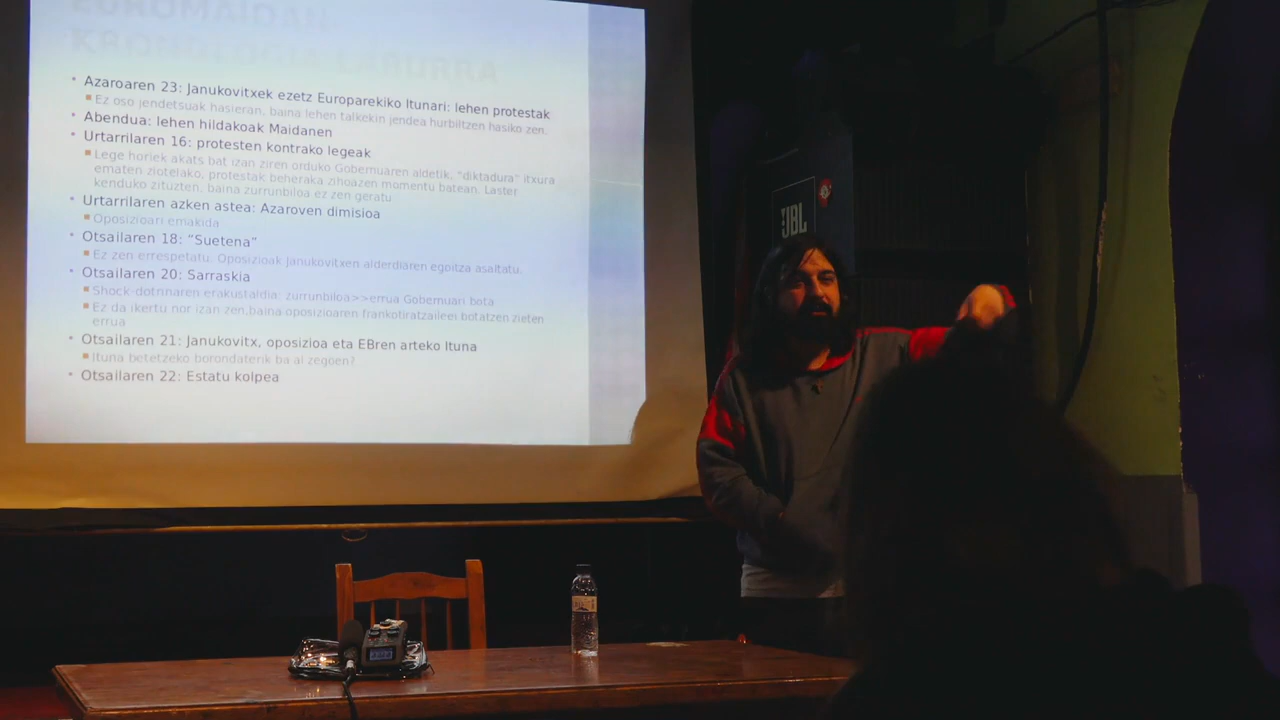 EUROMAIDAN:
KRONOLOGIA LABURRA
Azaroaren 23: Janukovitxek ezetz Europarekiko Itunari: lehen protestak
Ez oso jendetsuak hasieran, baina lehen talkekin jendea hurbiltzen hasiko zen.
Abendua: lehen hildakoak Maidanen
Urtarrilaren 16: protesten kontrako legeak
Lege horiek akats bat izan ziren orduko Gobernuaren aldetik, "diktadura" itxura
ematen ziotelako, protestak beheraka zihoazen momentu batean. Laster
kenduko zituzten, baina zurrunbiloa ez zen geratu
Urtarrilaren azken astea: Azaroven dimisioa
Oposizioari emakida
Otsailaren 18: "Suetena"
Ez zen errespetatu. Oposizioak Janukovitxen alderdiaren egoitza asaltatu.
Otsailaren 20: Sarraskia
Shock-dotrinaren erakustaldia: zurrunbiloa>>errua Gobernuari bota
Ez da ikertu nor izan zen,baina oposizioaren frankotiratzaileei botatzen zieten
errua
Otsailaren 21: Janukovitx, oposizioa eta EBren arteko Ituna
Ituna betetzeko borondaterik ba al zegoen?
Otsailaren 22: Estatu kolpea
JBL